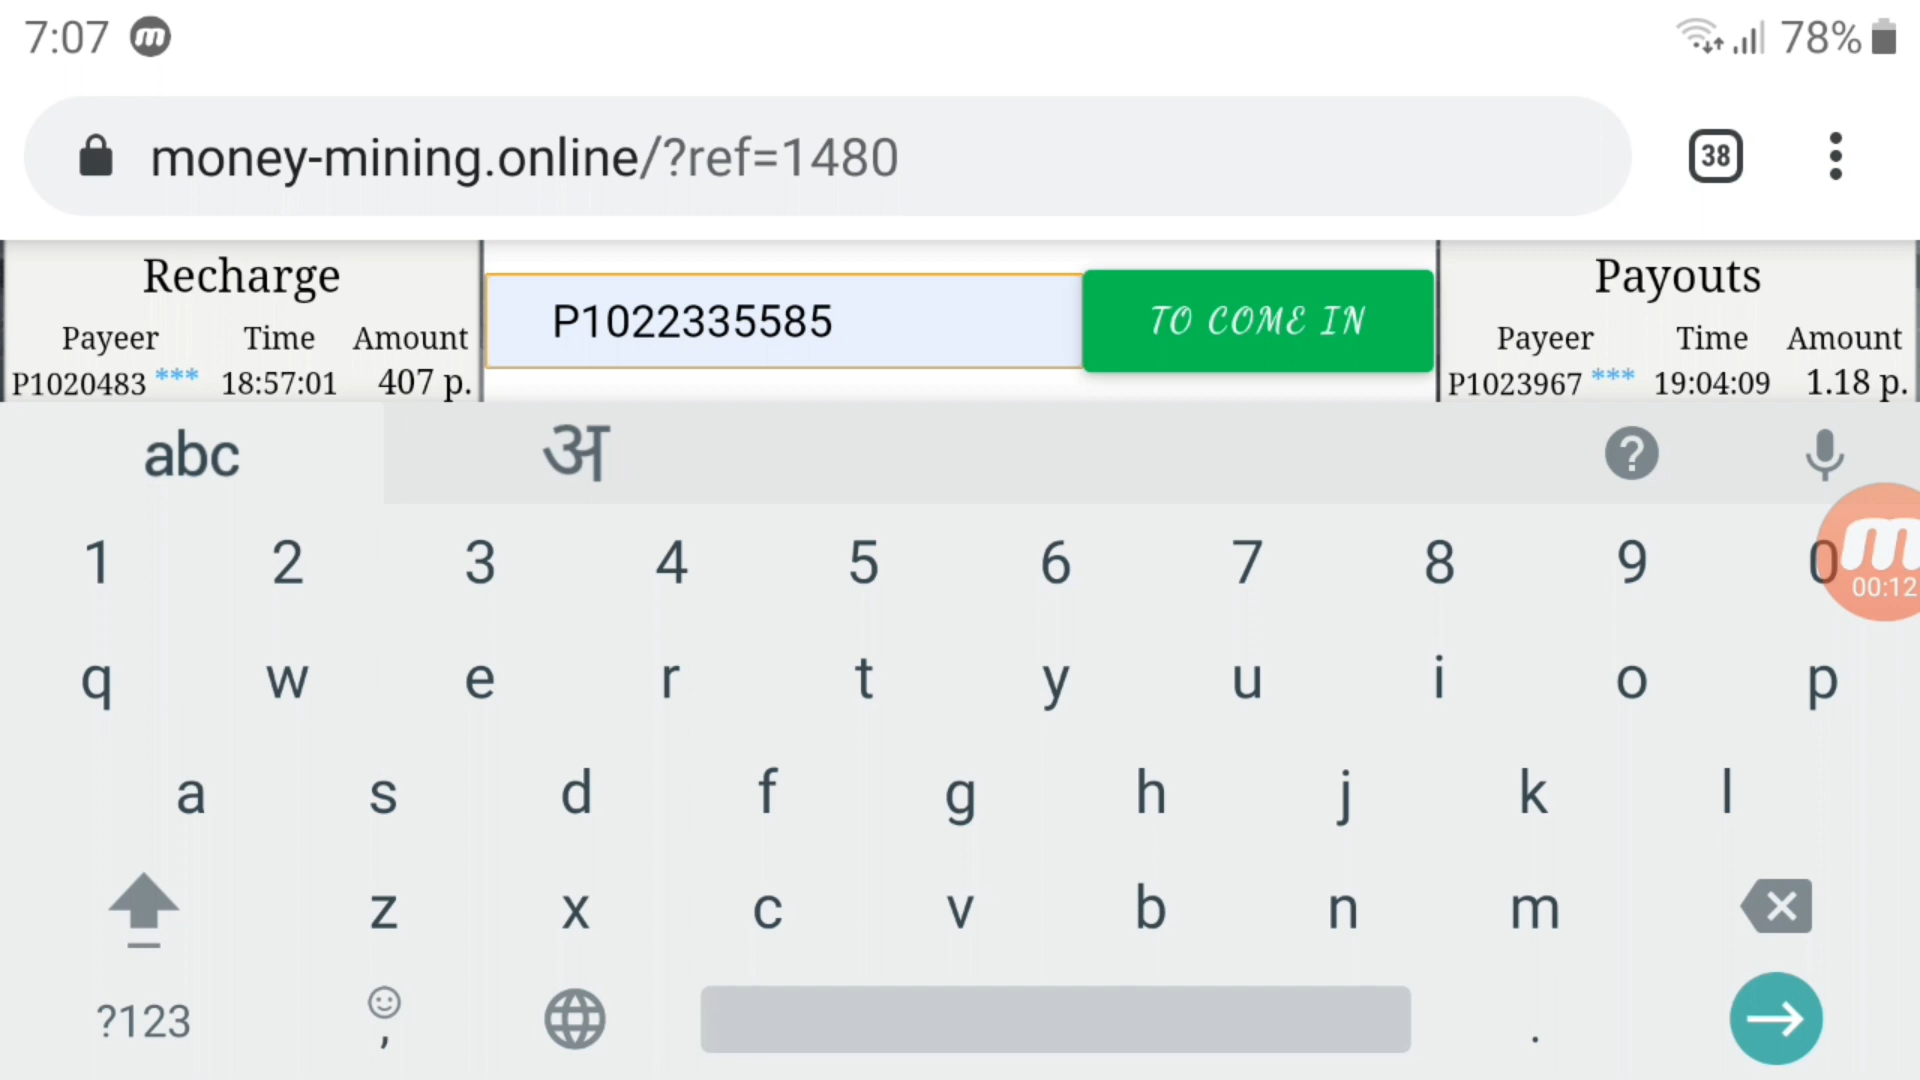 7:07 m 78%
money-mining.online/?ref=1480 38
Recharge
Payeer Time Amount
P1020483 *** 18:57:01 407 p.
P1022335585 TO COME IN
Payouts
Payeer Time Amount
P1023967 *** 19:04:09 1.18 p.
abc अ ?
1 2 3 4 5 6 7 8 9 0
m 00:12
q w e r t y u i o p
a s d f g h j k l
z x c v b n m
?123 , .